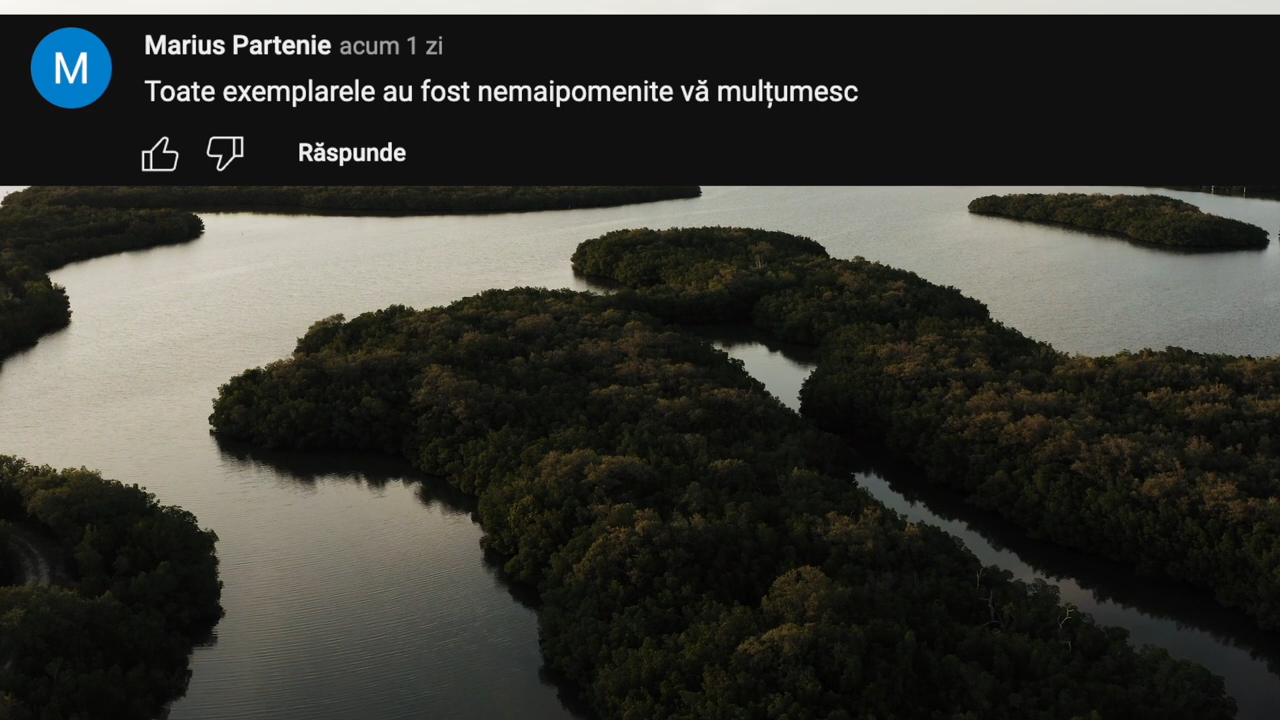 M
Marius Partenie acum 1 zi
Toate exemplarele au fost nemaipomenite vă mulțumesc
Răspunde